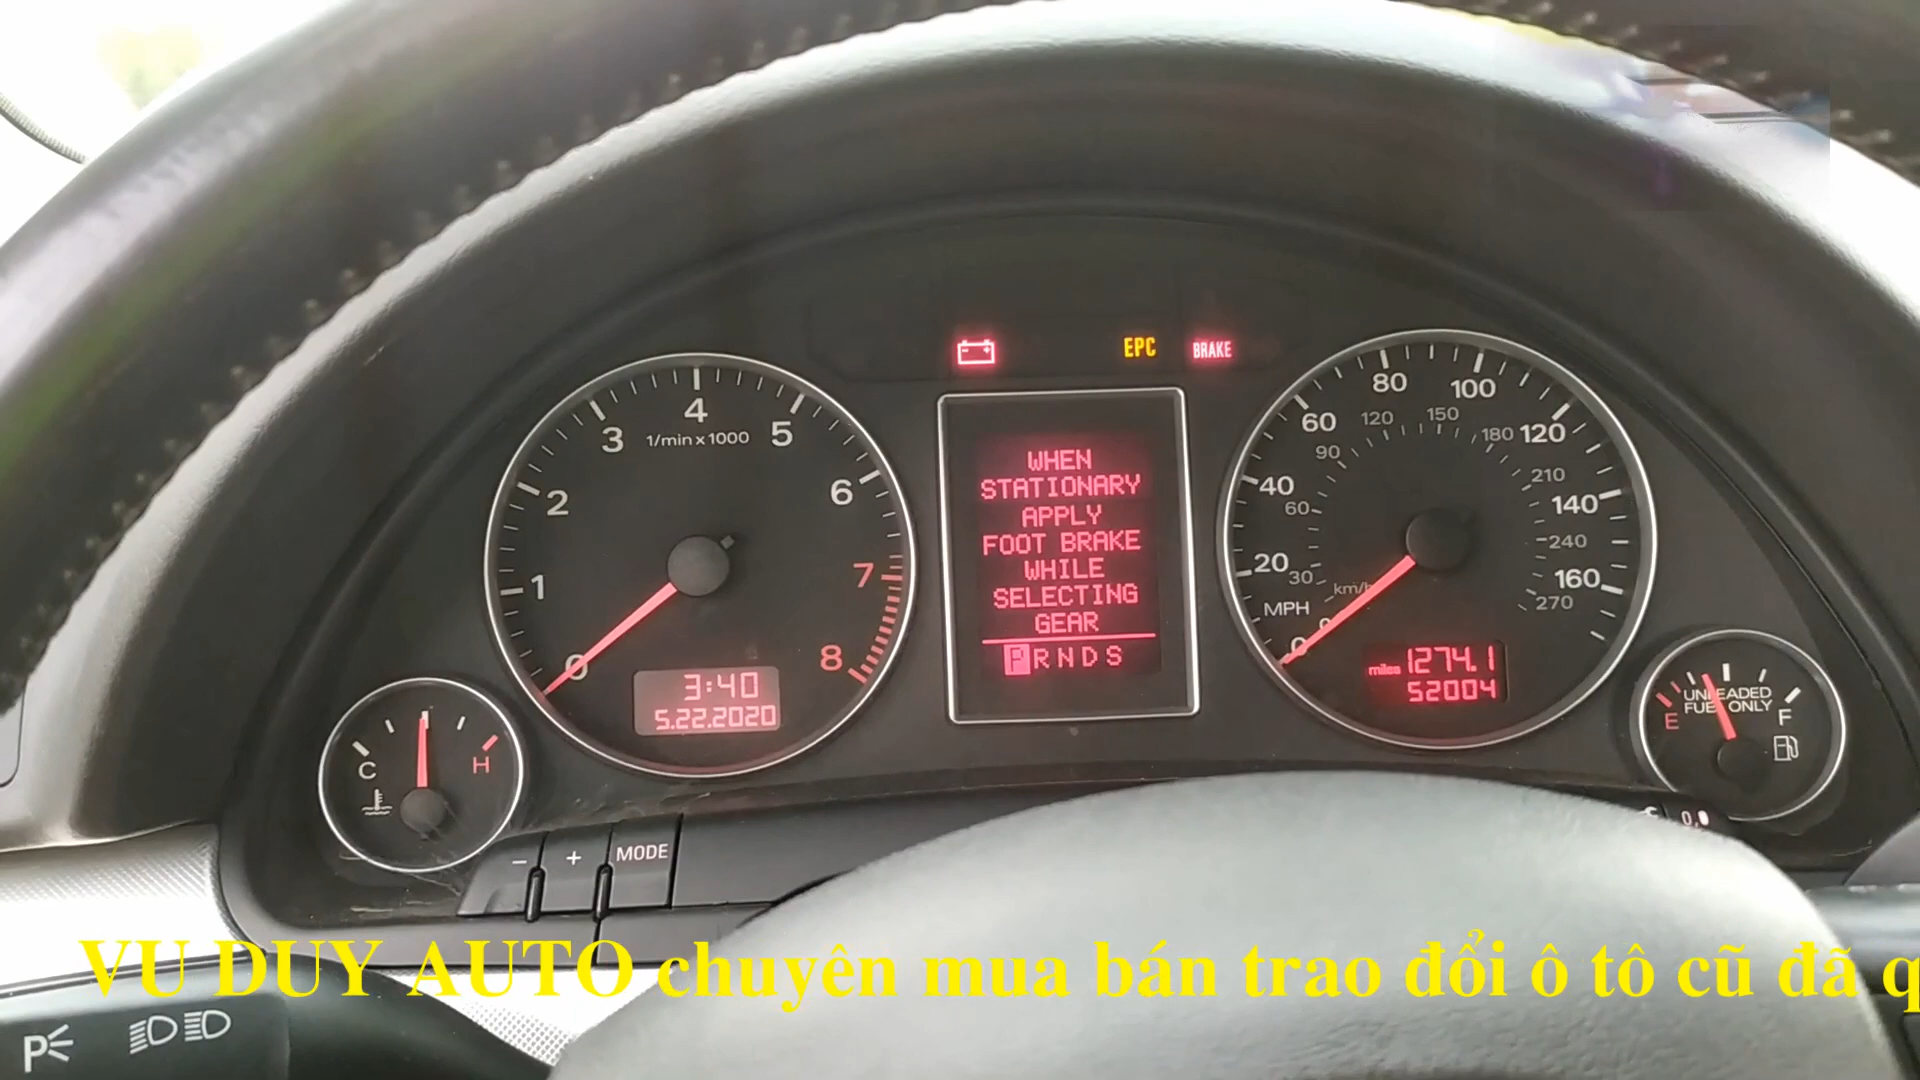 EPC
BRAKE
1
2
3
4
5
6
7
8
0
1/min x 1000
3:40
5.22.2020
WHEN
STATIONARY
APPLY
FOOT BRAKE
WHILE
SELECTING
GEAR
P R N D S
20
40
60
80
100
120
140
160
0
MPH
30
60
90
120
150
180
210
240
270
0
km/h
miles 1274.1
52004
C
H
UNLEADED
FUEL ONLY
E
F
0,0
-
+
MODE
VU DUY AUTO chuyên mua bán trao đổi ô tô cũ đã q
P